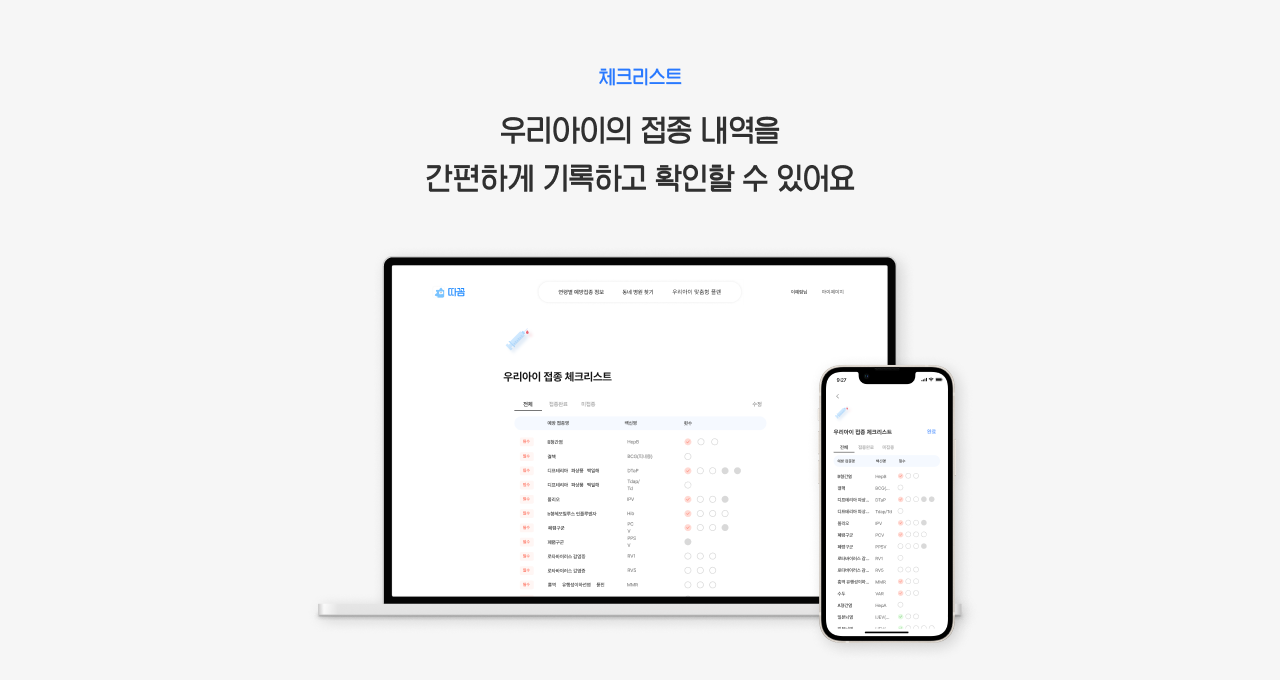 체크리스트
우리아이의 접종 내역을
간편하게 기록하고 확인할 수 있어요
따꼼
연령별 예방접종 정보 동네 병원 찾기 우리아이 맞춤형 플랜
마이페이지
우리아이 접종 체크리스트
전체 접종완료 미접종 수정
예방 접종명 백신명 횟수
필수 B형간염 HepB
필수 결핵
필수 디프테리아 파상풍 백일해 DTaP
필수 디프테리아 파상풍 백일해 Tdap/
Td
필수 폴리오 IPV
필수 b형헤모필루스 인플루엔자 Hib
필수 폐렴구균 PC
V
필수 폐렴구균 PPS
V
필수 로타바이러스 감염증 RV1
필수 로타바이러스 감염증 RV5
필수 홍역 유행성이하선염 풍진 MMR
9:27
우리아이 접종 체크리스트 완료
전체 접종완료 미접종
예방 접종명 백신명 횟수
B형간염 HepB
결핵 BCG(...
디프테리아 파상... DTaP
디프테리아 파상... Tdap/Td
폴리오 IPV
폐렴구균 PCV
폐렴구균 PPSV
로타바이러스 감... RV1
로타바이러스 감... RV5
홍역 유행성이하... MMR
수두 VAR
A형간염 HepA
일본뇌염 IJEV...